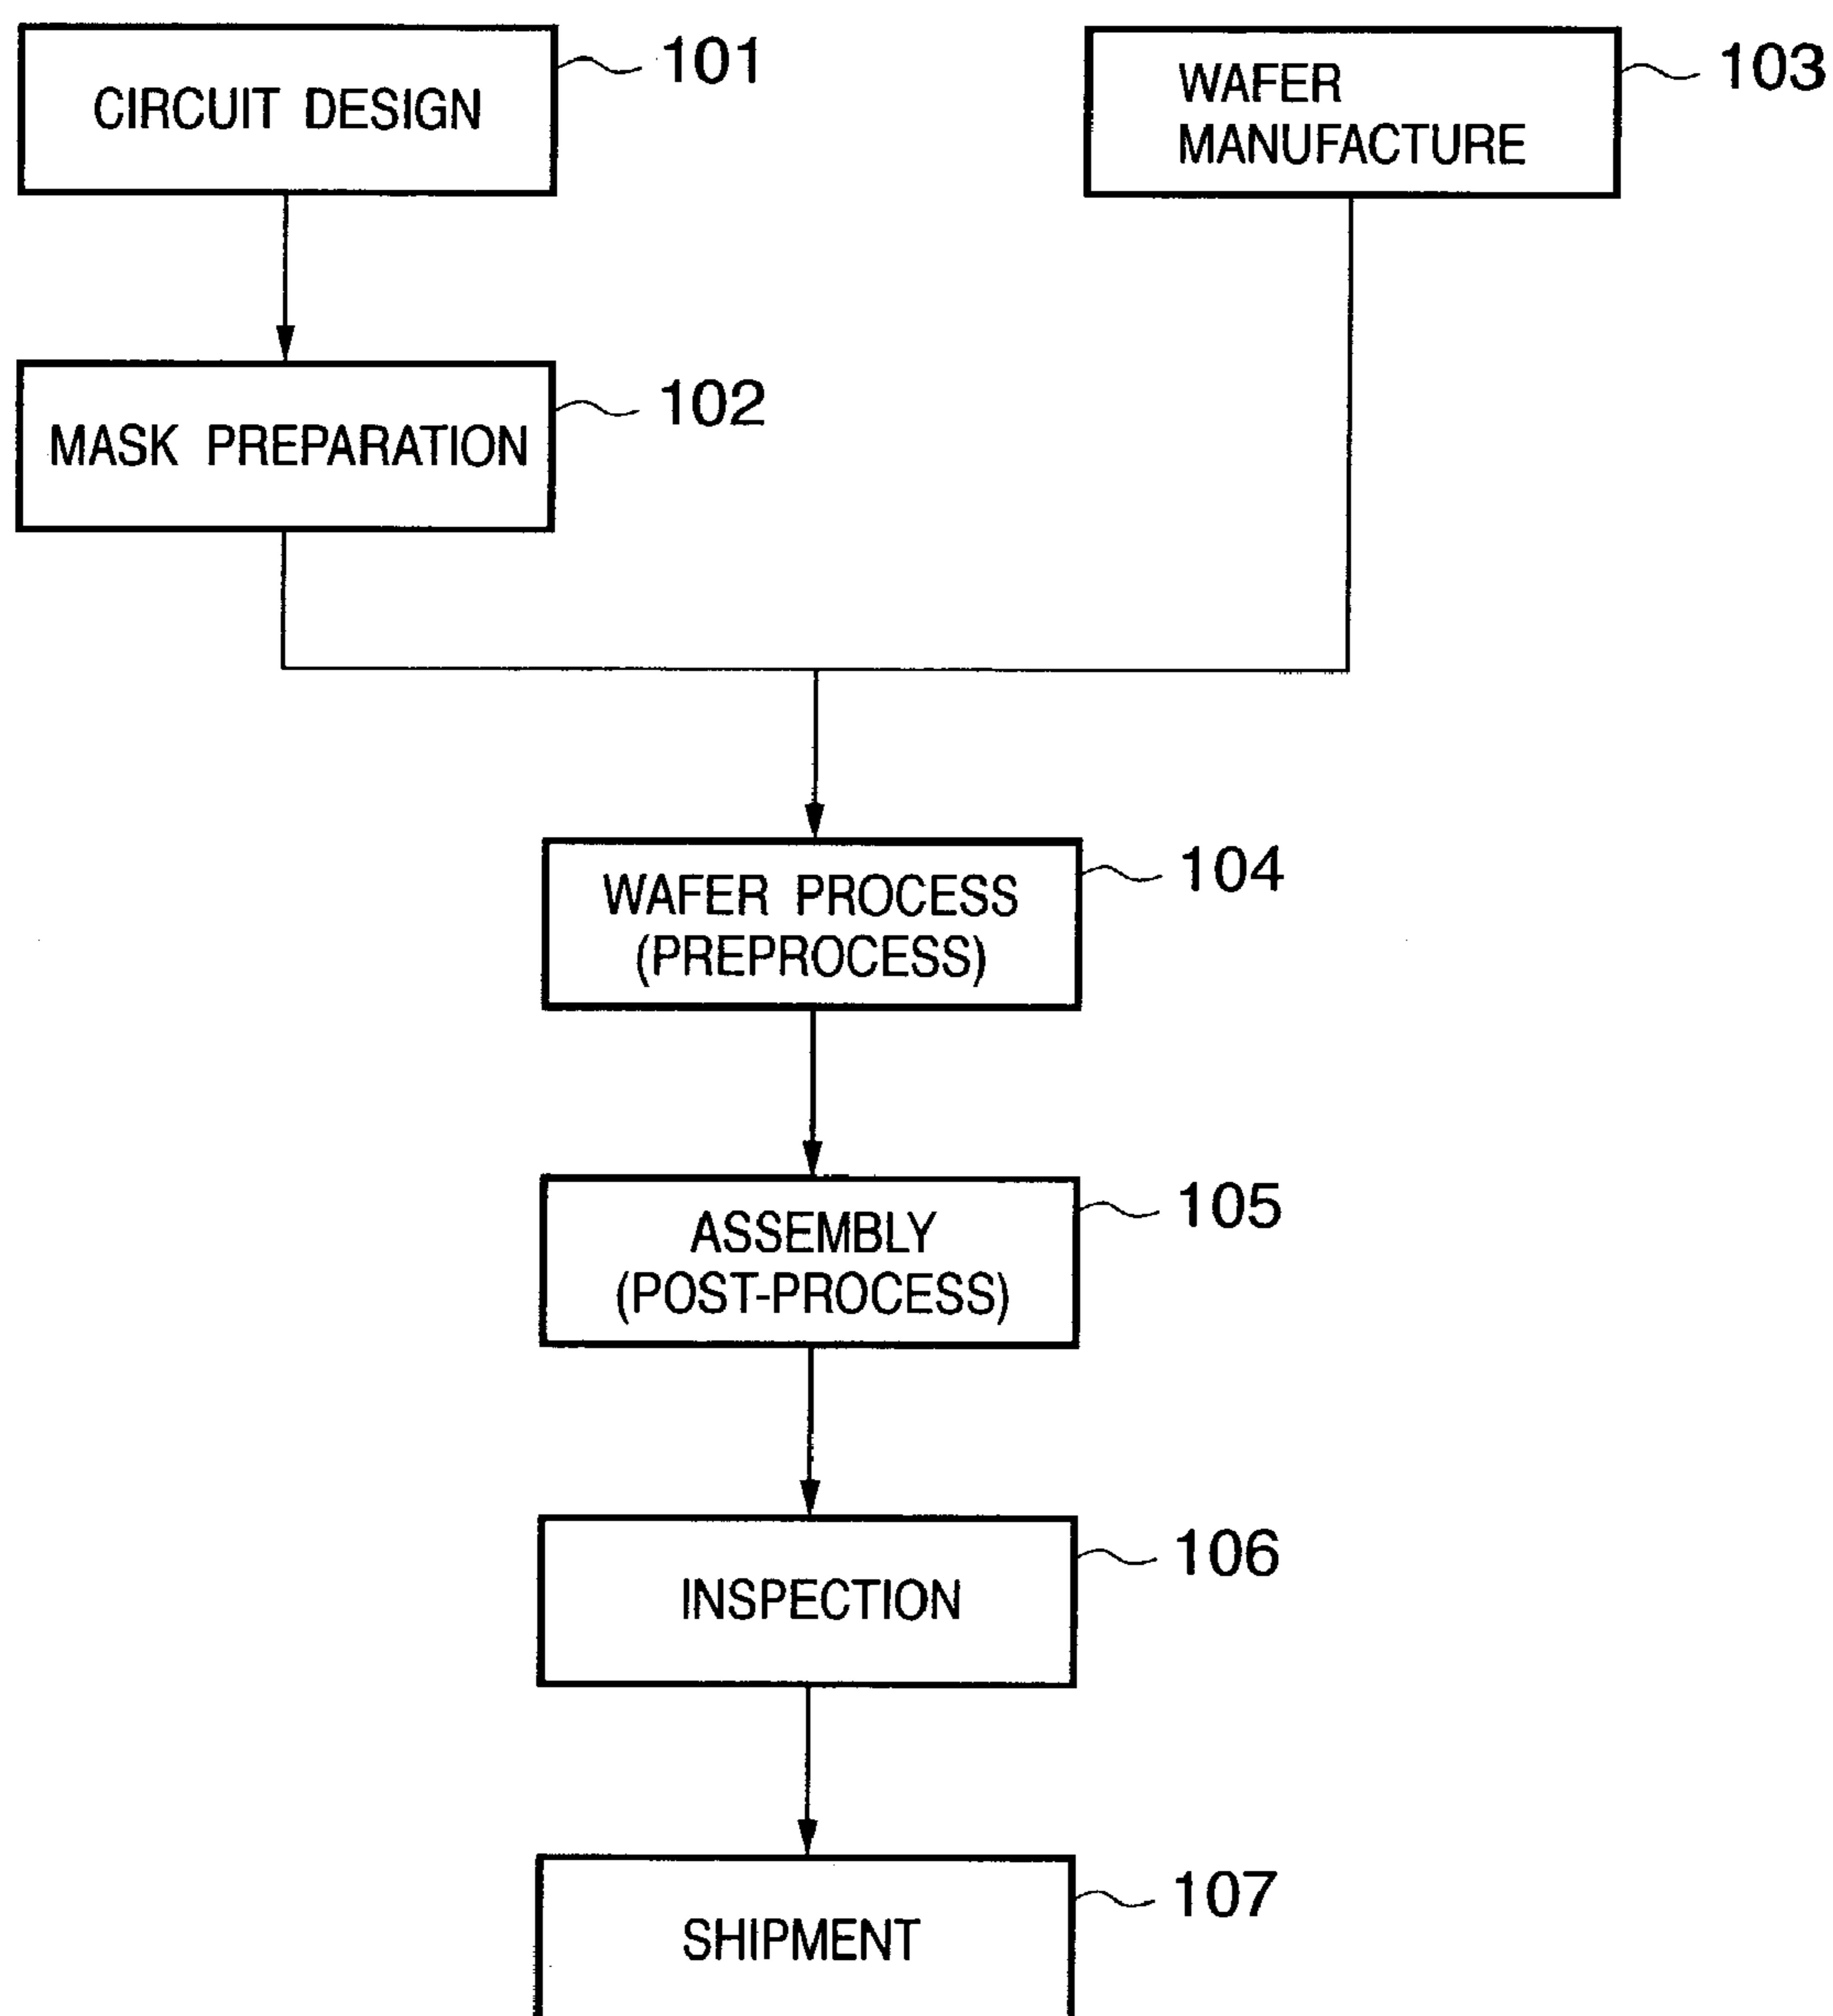 CIRCUIT DESIGN
101
WAFER
MANUFACTURE
103
MASK PREPARATION
102
WAFER PROCESS
(PREPROCESS)
104
ASSEMBLY
(POST-PROCESS)
105
INSPECTION
106
SHIPMENT
107